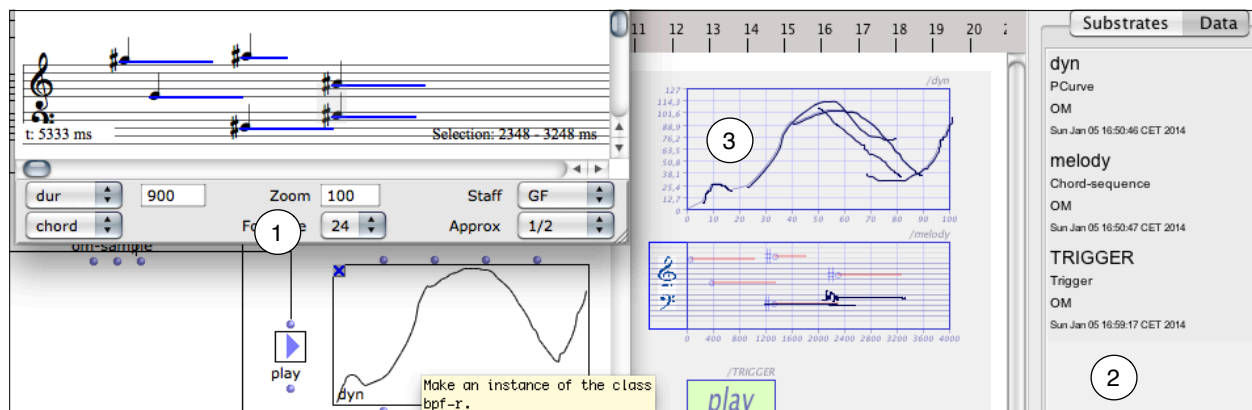 t: 5333 ms
Selection: 2348 - 3248 ms
dur
900
Zoom
100
Staff
GF
chord
24
Approx
1/2
1
om-sample
play
dyn
Make an instance of the class
bpf-r.
11 12 13 14 15 16 17 18 19 20
/dyn
127
114,3
101,6
88,9
76,2
63,5
50,8
38,1
25,4
12,7
0
0 10 20 30 40 50 60 70 80 90 100
3
/melody
0 400 800 1200 1600 2000 2400 2800 3200 3600 4000
/TRIGGER
play
Substrates Data
dyn
PCurve
OM
Sun Jan 05 16:50:46 CET 2014
melody
Chord-sequence
OM
Sun Jan 05 16:50:47 CET 2014
TRIGGER
Trigger
OM
Sun Jan 05 16:59:17 CET 2014
2